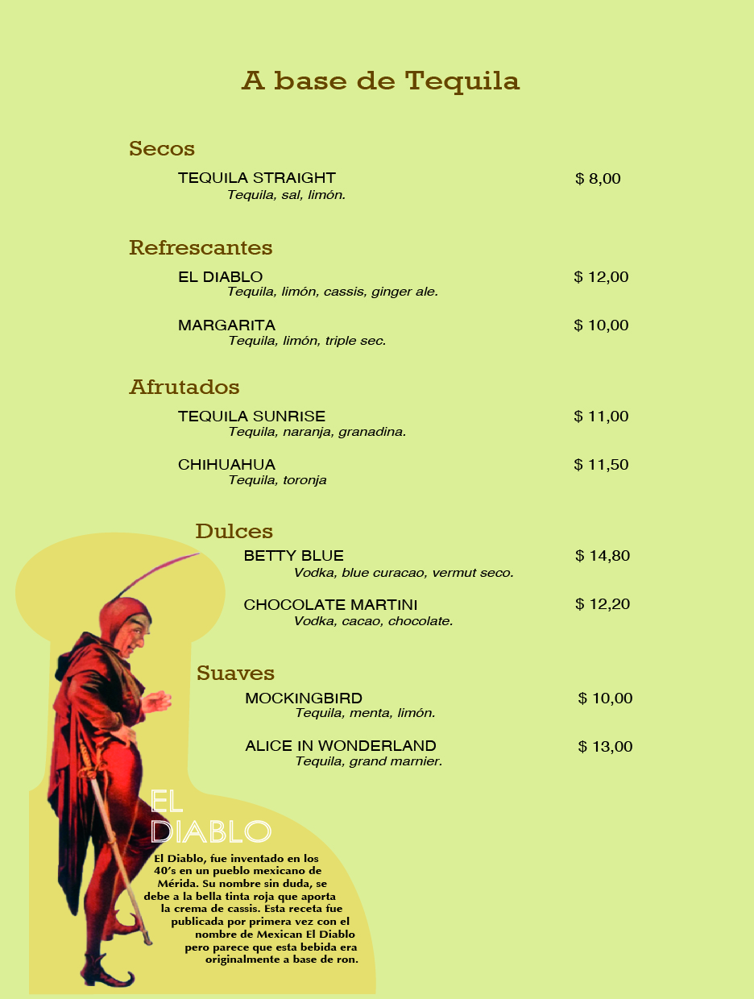 A base de Tequila
Secos
TEQUILA STRAIGHT $ 8,00
Tequila, sal, limón.
Refrescantes
EL DIABLO $ 12,00
Tequila, limón, cassis, ginger ale.
MARGARITA $ 10,00
Tequila, limón, triple sec.
Afrutados
TEQUILA SUNRISE $ 11,00
Tequila, naranja, granadina.
CHIHUAHUA $ 11,50
Tequila, toronja
Dulces
BETTY BLUE $ 14,80
Vodka, blue curacao, vermut seco.
CHOCOLATE MARTINI $ 12,20
Vodka, cacao, chocolate.
Suaves
MOCKINGBIRD $ 10,00
Tequila, menta, limón.
ALICE IN WONDERLAND $ 13,00
Tequila, grand marnier.
EL
DIABLO
El Diablo, fue inventado en los
40's en un pueblo mexicano de
Mérida. Su nombre sin duda, se
debe a la bella tinta roja que aporta
la crema de cassis. Esta receta fue
publicada por primera vez con el
nombre de Mexican El Diablo
pero parece que esta bebida era
originalmente a base de ron.